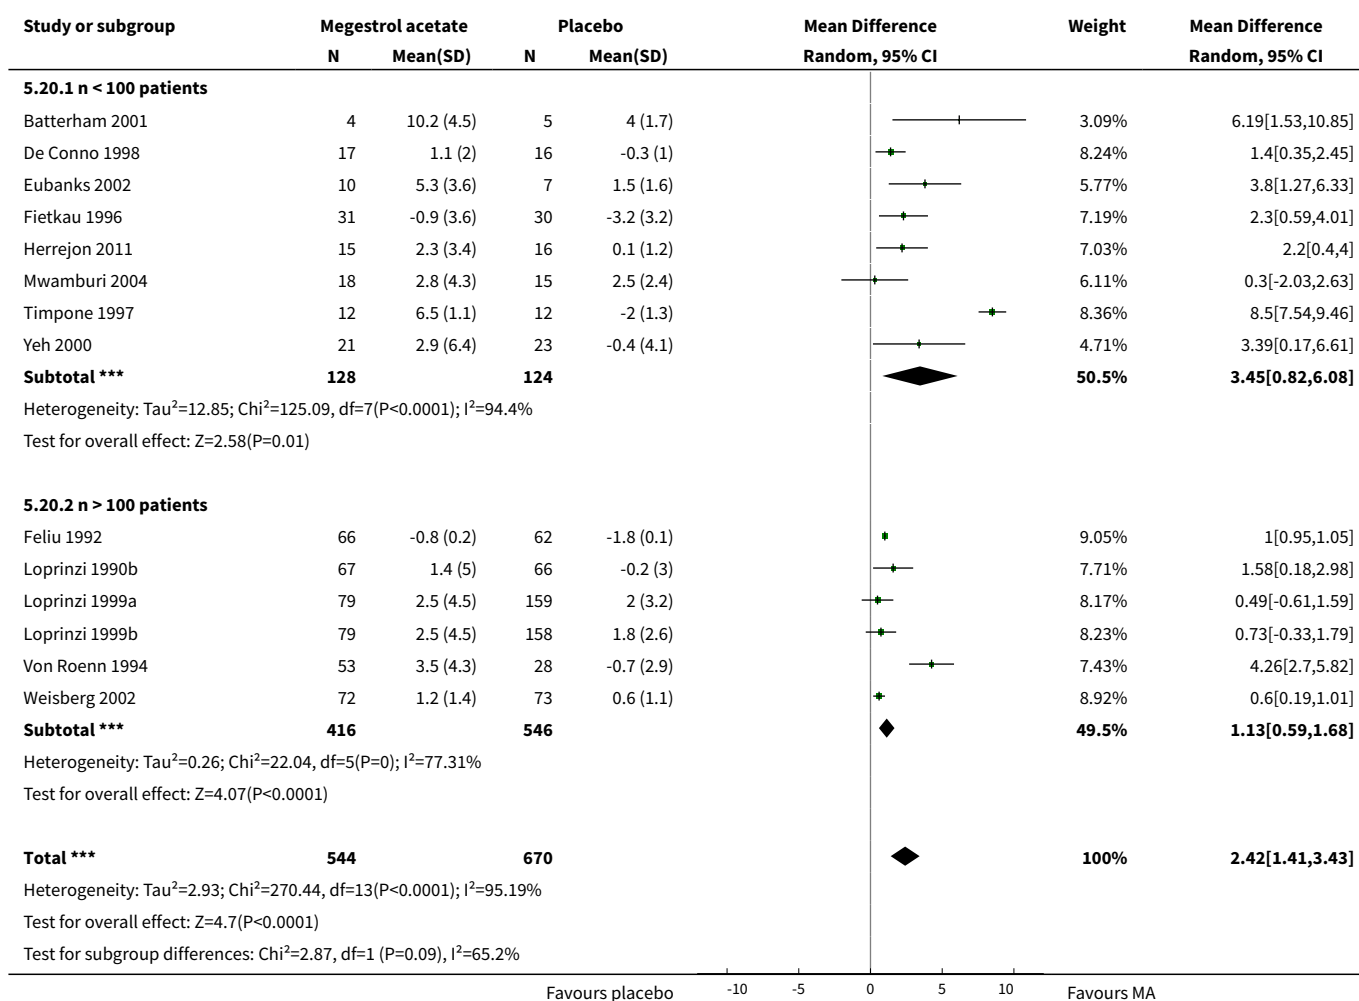 Study or subgroup Megestrol acetate Placebo Mean Difference Weight Mean Difference
N Mean(SD) N Mean(SD) Random, 95% CI Random, 95% CI
5.20.1 n < 100 patients
Batterham 2001 4 10.2 (4.5) 5 4 (1.7) 3.09% 6.19[1.53,10.85]
De Conno 1998 17 1.1 (2) 16 -0.3 (1) 8.24% 1.4[0.35,2.45]
Eubanks 2002 10 5.3 (3.6) 7 1.5 (1.6) 5.77% 3.8[1.27,6.33]
Fietkau 1996 31 -0.9 (3.6) 30 -3.2 (3.2) 7.19% 2.3[0.59,4.01]
Herrejon 2011 15 2.3 (3.4) 16 0.1 (1.2) 7.03% 2.2[0.4,4]
Mwamburi 2004 18 2.8 (4.3) 15 2.5 (2.4) 6.11% 0.3[-2.03,2.63]
Timpone 1997 12 6.5 (1.1) 12 -2 (1.3) 8.36% 8.5[7.54,9.46]
Yeh 2000 21 2.9 (6.4) 23 -0.4 (4.1) 4.71% 3.39[0.17,6.61]
Subtotal *** 128 124 50.5% 3.45[0.82,6.08]
Heterogeneity: Tau²=12.85; Chi²=125.09, df=7(P<0.0001); I²=94.4%
Test for overall effect: Z=2.58(P=0.01)
5.20.2 n > 100 patients
Feliu 1992 66 -0.8 (0.2) 62 -1.8 (0.1) 9.05% 1[0.95,1.05]
Loprinzi 1990b 67 1.4 (5) 66 -0.2 (3) 7.71% 1.58[0.18,2.98]
Loprinzi 1999a 79 2.5 (4.5) 159 2 (3.2) 8.17% 0.49[-0.61,1.59]
Loprinzi 1999b 79 2.5 (4.5) 158 1.8 (2.6) 8.23% 0.73[-0.33,1.79]
Von Roenn 1994 53 3.5 (4.3) 28 -0.7 (2.9) 7.43% 4.26[2.7,5.82]
Weisberg 2002 72 1.2 (1.4) 73 0.6 (1.1) 8.92% 0.6[0.19,1.01]
Subtotal *** 416 546 49.5% 1.13[0.59,1.68]
Heterogeneity: Tau²=0.26; Chi²=22.04, df=5(P=0); I²=77.31%
Test for overall effect: Z=4.07(P<0.0001)
Total *** 544 670 100% 2.42[1.41,3.43]
Heterogeneity: Tau²=2.93; Chi²=270.44, df=13(P<0.0001); I²=95.19%
Test for overall effect: Z=4.7(P<0.0001)
Test for subgroup differences: Chi²=2.87, df=1 (P=0.09), I²=65.2%
Favours placebo -10 -5 0 5 10 Favours MA